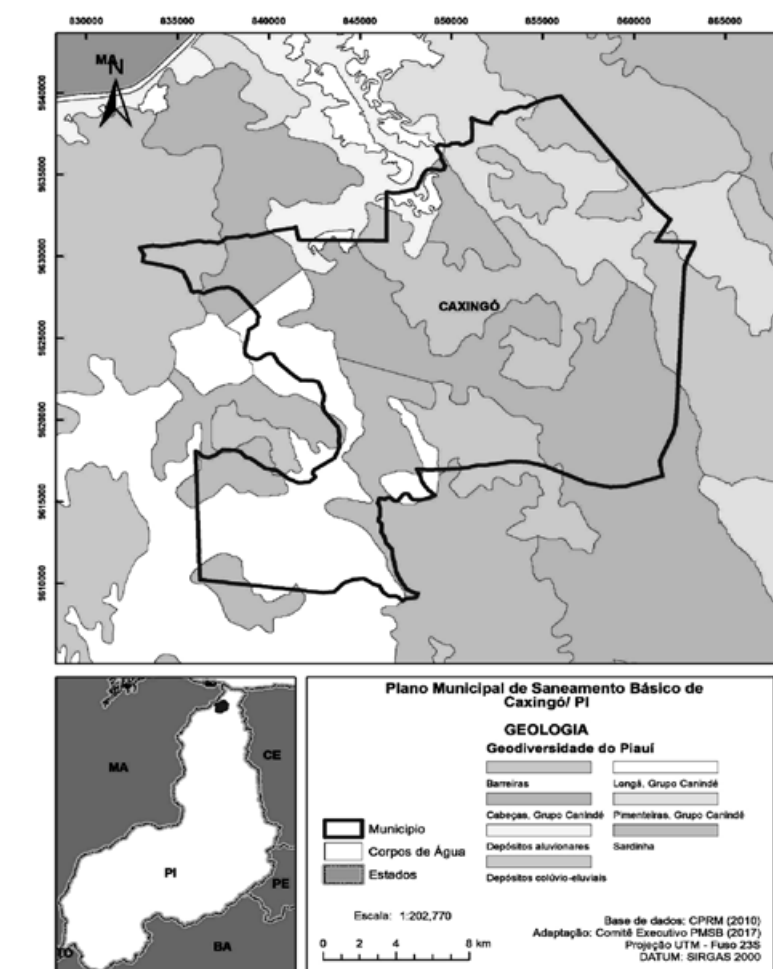 830000 835000 840000 845000 850000 855000 860000 865000
9640000
9635000
9630000
9625000
9620000
9615000
9610000
MA
N
CAXINGÓ
MA
CE
PI
PE
TO
BA
Plano Municipal de Saneamento Básico de
Caxingó/ PI
GEOLOGIA
Geodiversidade do Piauí
Barreiras
Longá, Grupo Canindé
Cabeças, Grupo Canindé
Pimenteiras, Grupo Canindé
Depósitos aluvionares
Sardinha
Depósitos colúvio-eluviais
Município
Corpos de Água
Estados
Escala: 1:202,770
0 2 4 8 km
Base de dados: CPRM (2010)
Adaptação: Comitê Executivo PMSB (2017)
Projeção UTM - Fuso 23S
DATUM: SIRGAS 2000